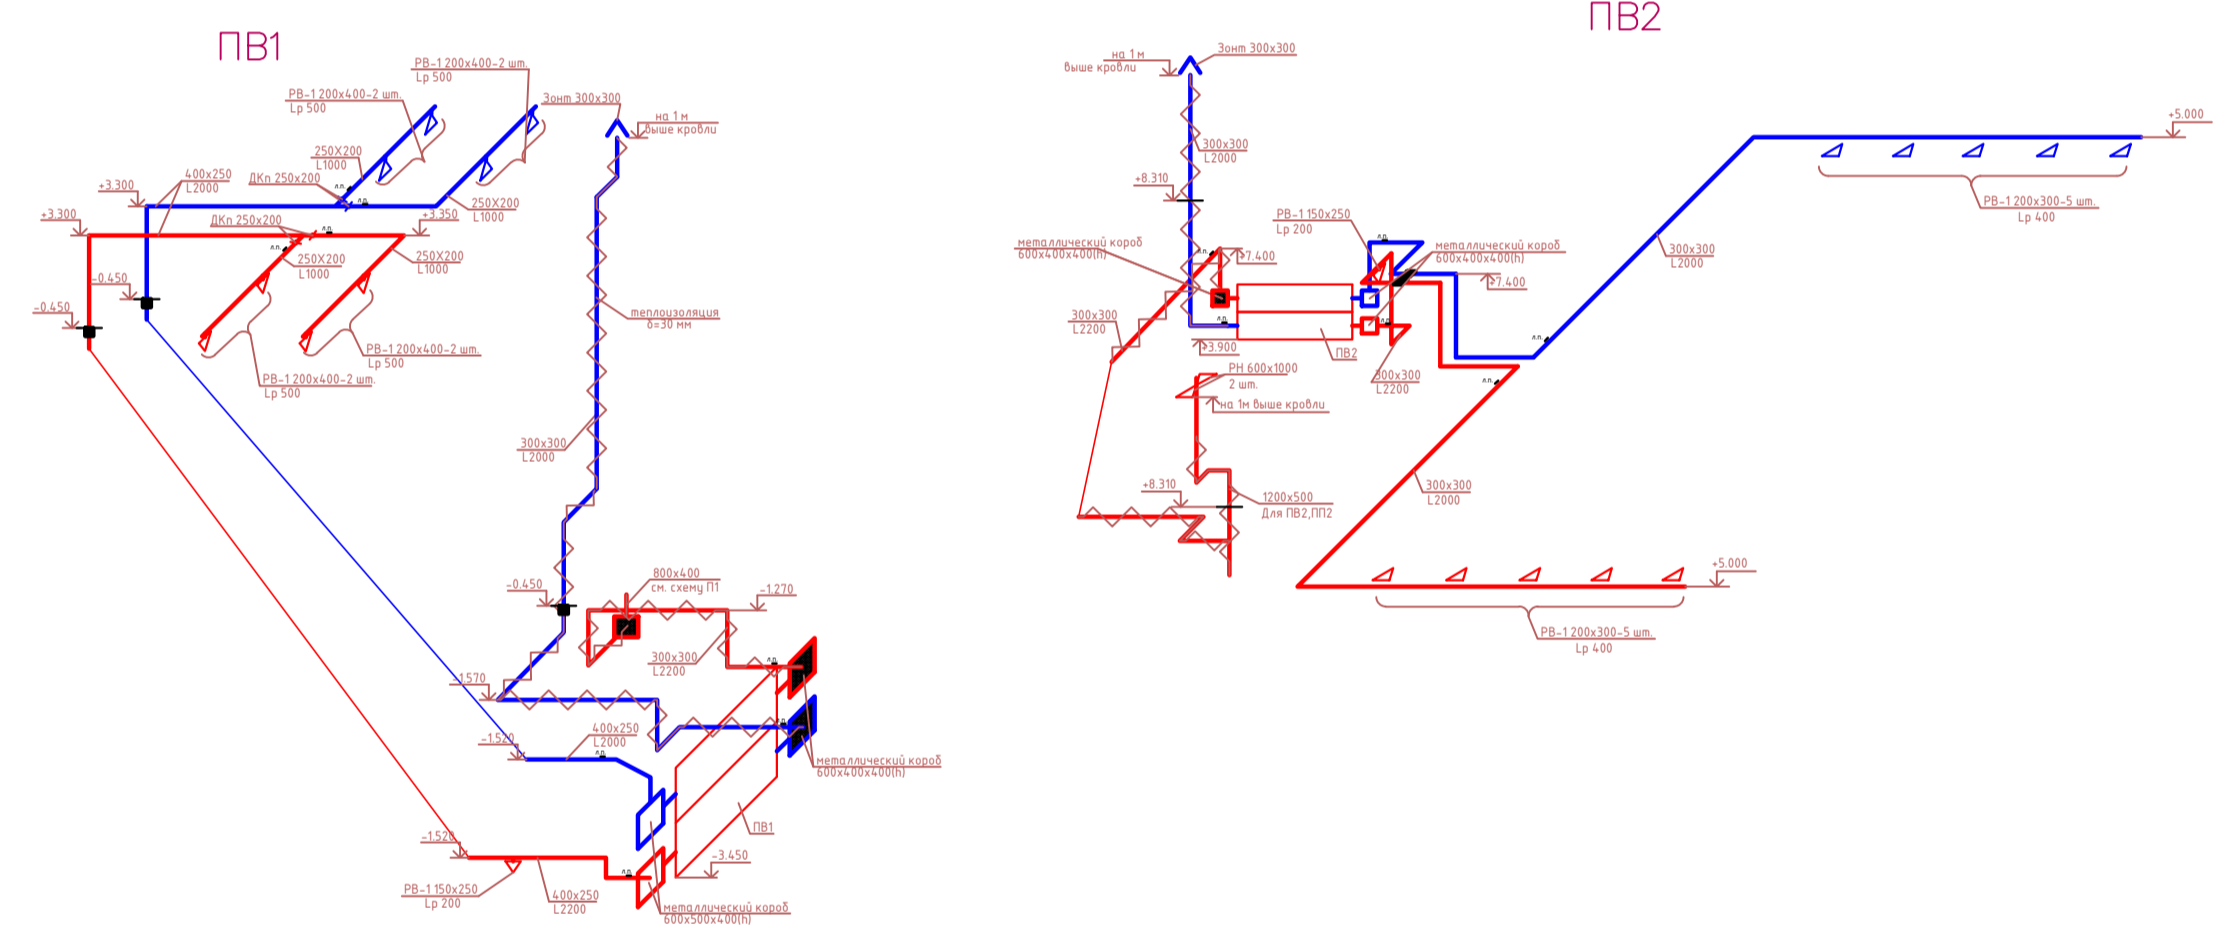 ПВ1
РВ-1 200х400-2 шт.
Lp 500
РВ-1 200х400-2 шт.
Lp 500
Зонт 300х300
на 1 м
выше кровли
250Х200
L1000
400х250
L2000
ДКп 250х200
л.п.
л.п.
+3.300
250Х200
L1000
+3.300
ДКп 250х200
л.п.
+3.350
л.п.
250Х200
L1000
250Х200
L1000
-0.450
-0.450
теплоизоляция
δ=30 мм
РВ-1 200х400-2 шт.
Lp 500
РВ-1 200х400-2 шт.
Lp 500
300х300
L2000
800х400
см. схему П1
-0.450
-1.270
300х300
L2200
л.п.
-1.570
400х250
L2000
л.п.
-1.520
л.п.
металлический короб
600х400х400(h)
ПВ1
-1.520
-3.450
л.п.
РВ-1 150х250
Lp 200
400х250
L2200
металлический короб
600х500х400(h)
ПВ2
на 1 м
выше кровли
Зонт 300х300
300х300
L2000
+8.310
+5.000
РВ-1 200х300-5 шт.
Lp 400
РВ-1 150х250
Lp 200
металлический короб
600х400х400(h)
л.п.
+7.400
л.п.
металлический короб
600х400х400(h)
+7.400
300х300
L2000
300х300
L2200
л.п.
л.п.
+3.900
ПВ2
л.п.
300х300
L2200
РН 600х1000
2 шт.
на 1м выше кровли
л.п.
+8.310
1200х500
Для ПВ2,ПП2
300х300
L2000
+5.000
РВ-1 200х300-5 шт.
Lp 400